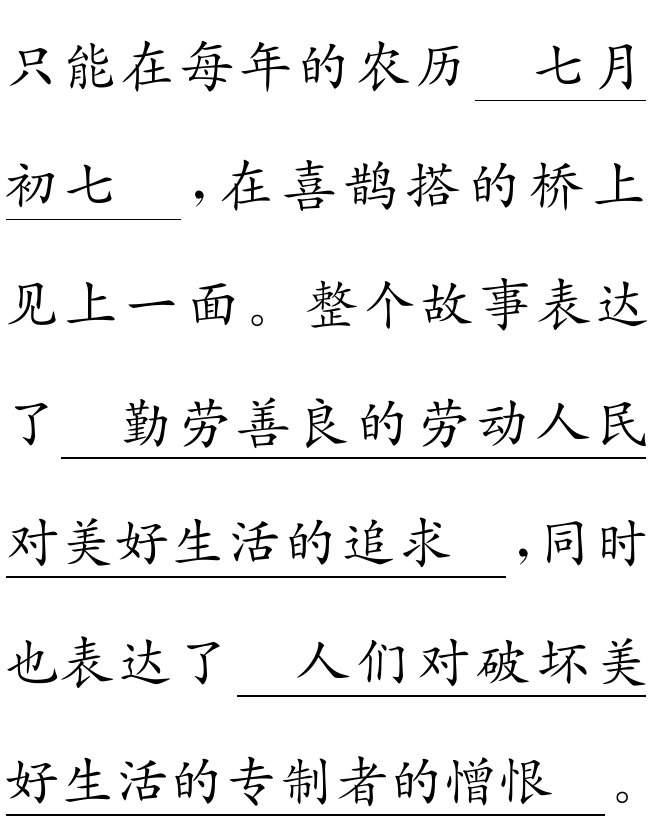 只能在每年的农历 七月
初七 ,在喜鹊搭的桥上
见上一面。整个故事表达
了 勤劳善良的劳动人民
对美好生活的追求 ,同时
也表达了 人们对破坏美
好生活的专制者的憎恨 。